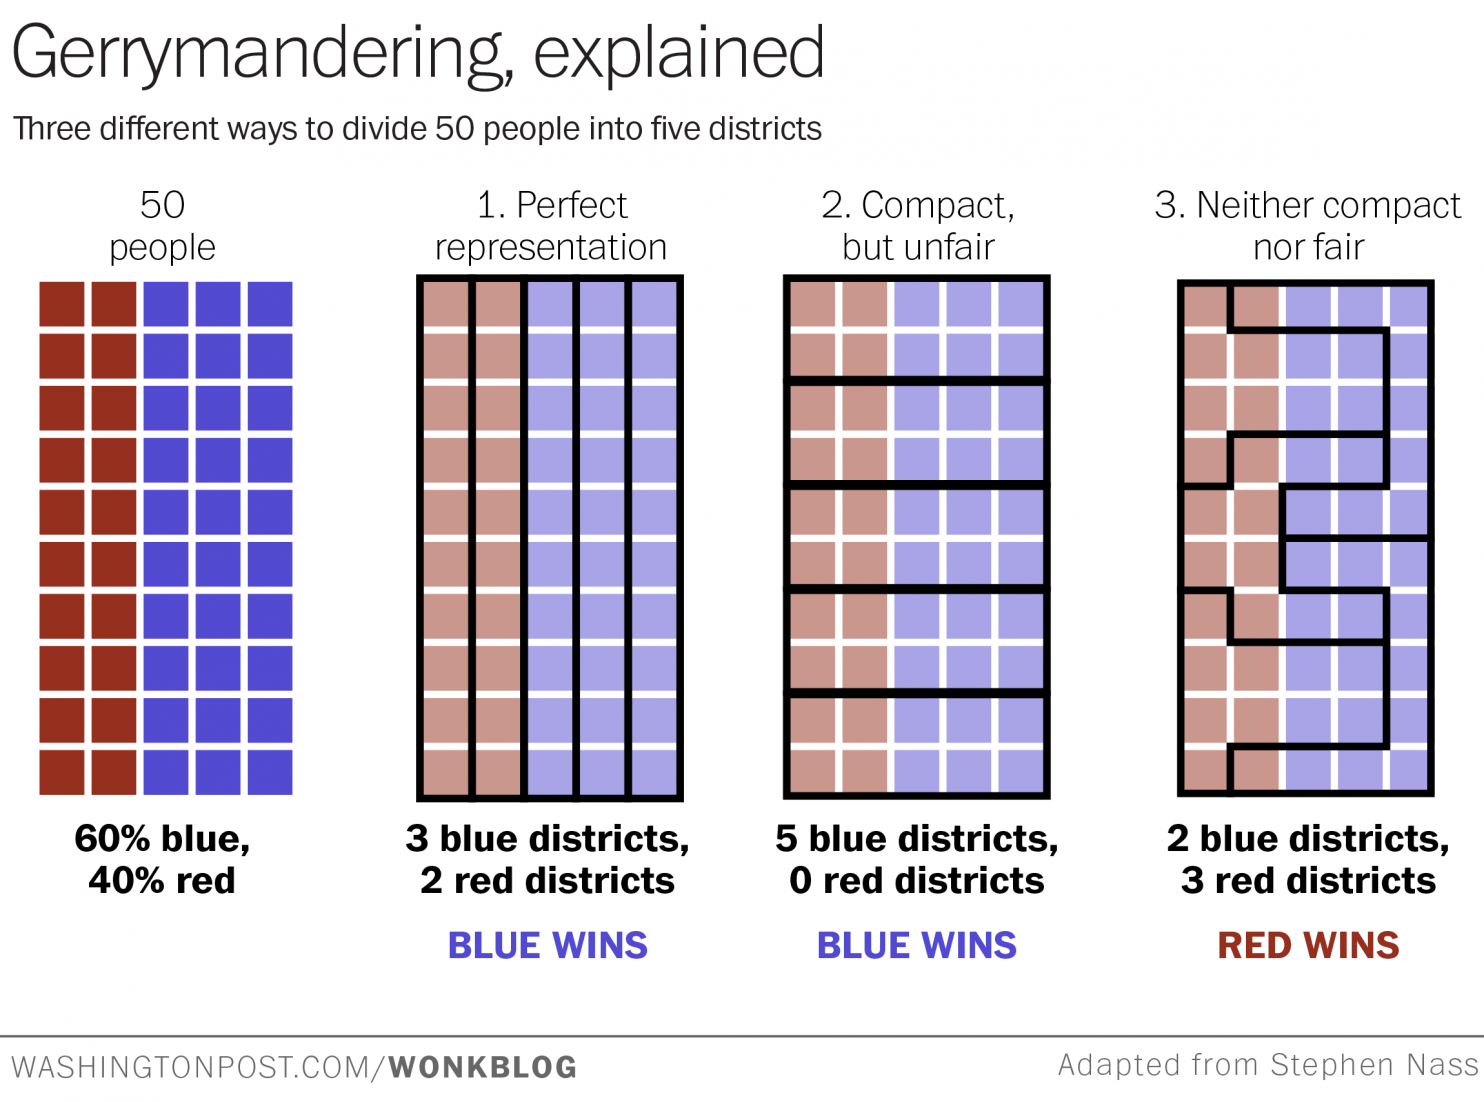 Gerrymandering, explained
Three different ways to divide 50 people into five districts
50
people
1. Perfect
representation
2. Compact,
but unfair
3. Neither compact
nor fair
60% blue,
40% red
3 blue districts,
2 red districts
BLUE WINS
5 blue districts,
0 red districts
BLUE WINS
2 blue districts,
3 red districts
RED WINS
WASHINGTONPOST.COM/WONKBLOG
Adapted from Stephen Nass